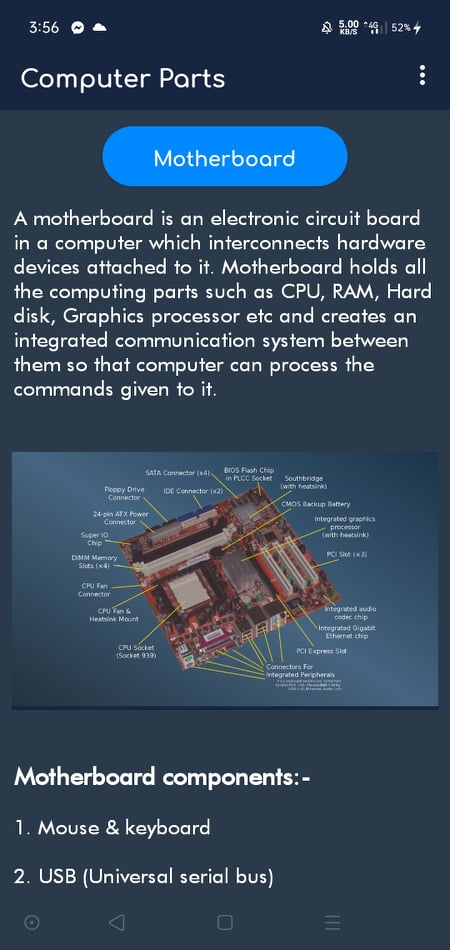 3:56
5.00
KB/S
4G
52%
Computer Parts
Motherboard
A motherboard is an electronic circuit board
in a computer which interconnects hardware
devices attached to it. Motherboard holds all
the computing parts such as CPU, RAM, Hard
disk, Graphics processor etc and creates an
integrated communication system between
them so that computer can process the
commands given to it.
SATA Connector (x4)
BIOS Flash Chip
in PLCC Socket
Southbridge
(with heatsink)
Floppy Drive
Connector
IDE Connector (x2)
CMOS Backup Battery
24-pin ATX Power
Connector
Integrated graphics
processor
(with heatsink)
Super IO
Chip
PCI Slot (x3)
DIMM Memory
Slots (x4)
CPU Fan
Connector
CPU Fan &
Heatsink Mount
Integrated audio
codec chip
Integrated Gigabit
Ethernet chip
CPU Socket
(Socket 939)
PCI Express Slot
Connectors For
Integrated Peripherals
Motherboard components:-
1. Mouse & keyboard
2. USB (Universal serial bus)